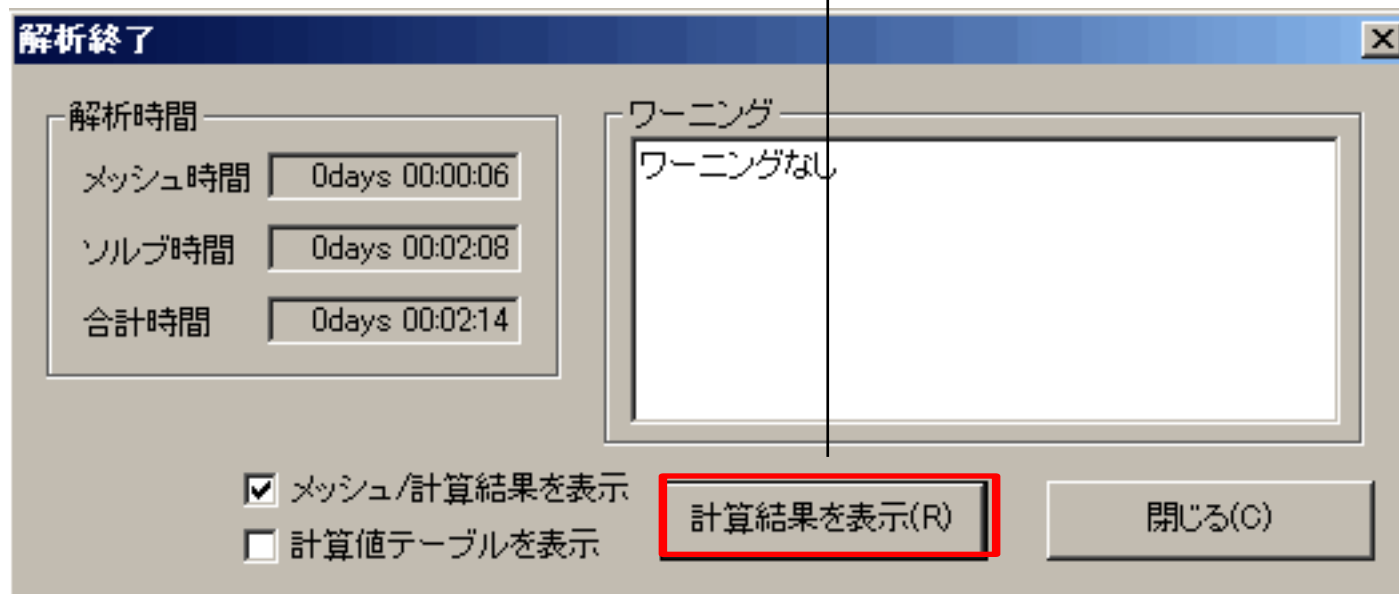 解析終了
解析時間
メッシュ時間 0days 00:00:06
ソルブ時間 0days 00:02:08
合計時間 0days 00:02:14
ワーニング
ワーニングなし
メッシュ/計算結果を表示
計算値テーブルを表示
計算結果を表示(R)
閉じる(C)